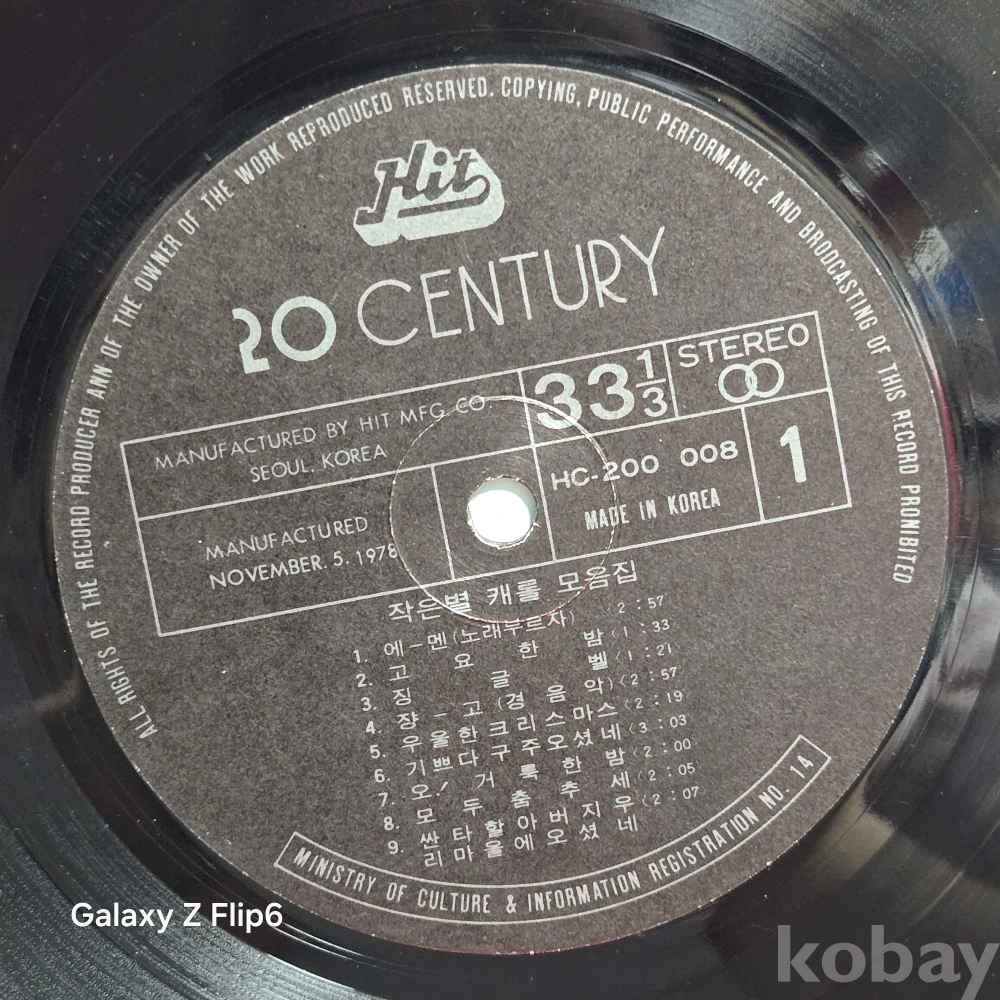 ALL RIGHTS OF THE RECORD PRODUCER ANN OF THE OWNER OF THE WORK REPRODUCED RESERVED. COPYING, PUBLIC PERFORMANCE AND BRODCASTING OF THIS RECORD PRONIBITED
Hit
20 CENTURY
MANUFACTURED BY HIT MFG CO.
SEOUL. KOREA
33 1/3
STEREO
MANUFACTURED
NOVEMBER. 5. 1978
HC-200 008
MADE IN KOREA
1
작은별 캐롤 모음집
1. 에-멘(노래부르자) (2:57
2. 고 요 한 밤 (1:33
3. 징 글 벨 (1:21
4. 쟝 - 고 (경 음 악) (2:57
5. 우울한크리스마스 (2:19
6. 기쁘다구주오셨네 (3:03
7. 오! 거 룩 한 밤 (2:00
8. 모 두 춤 추 세 (2:05
9. 싼타할아버지우 (2:07
리마을에오셨네
MINISTRY OF CULTURE & INFORMATION REGISTRATION NO. 14
Galaxy Z Flip6
kobay